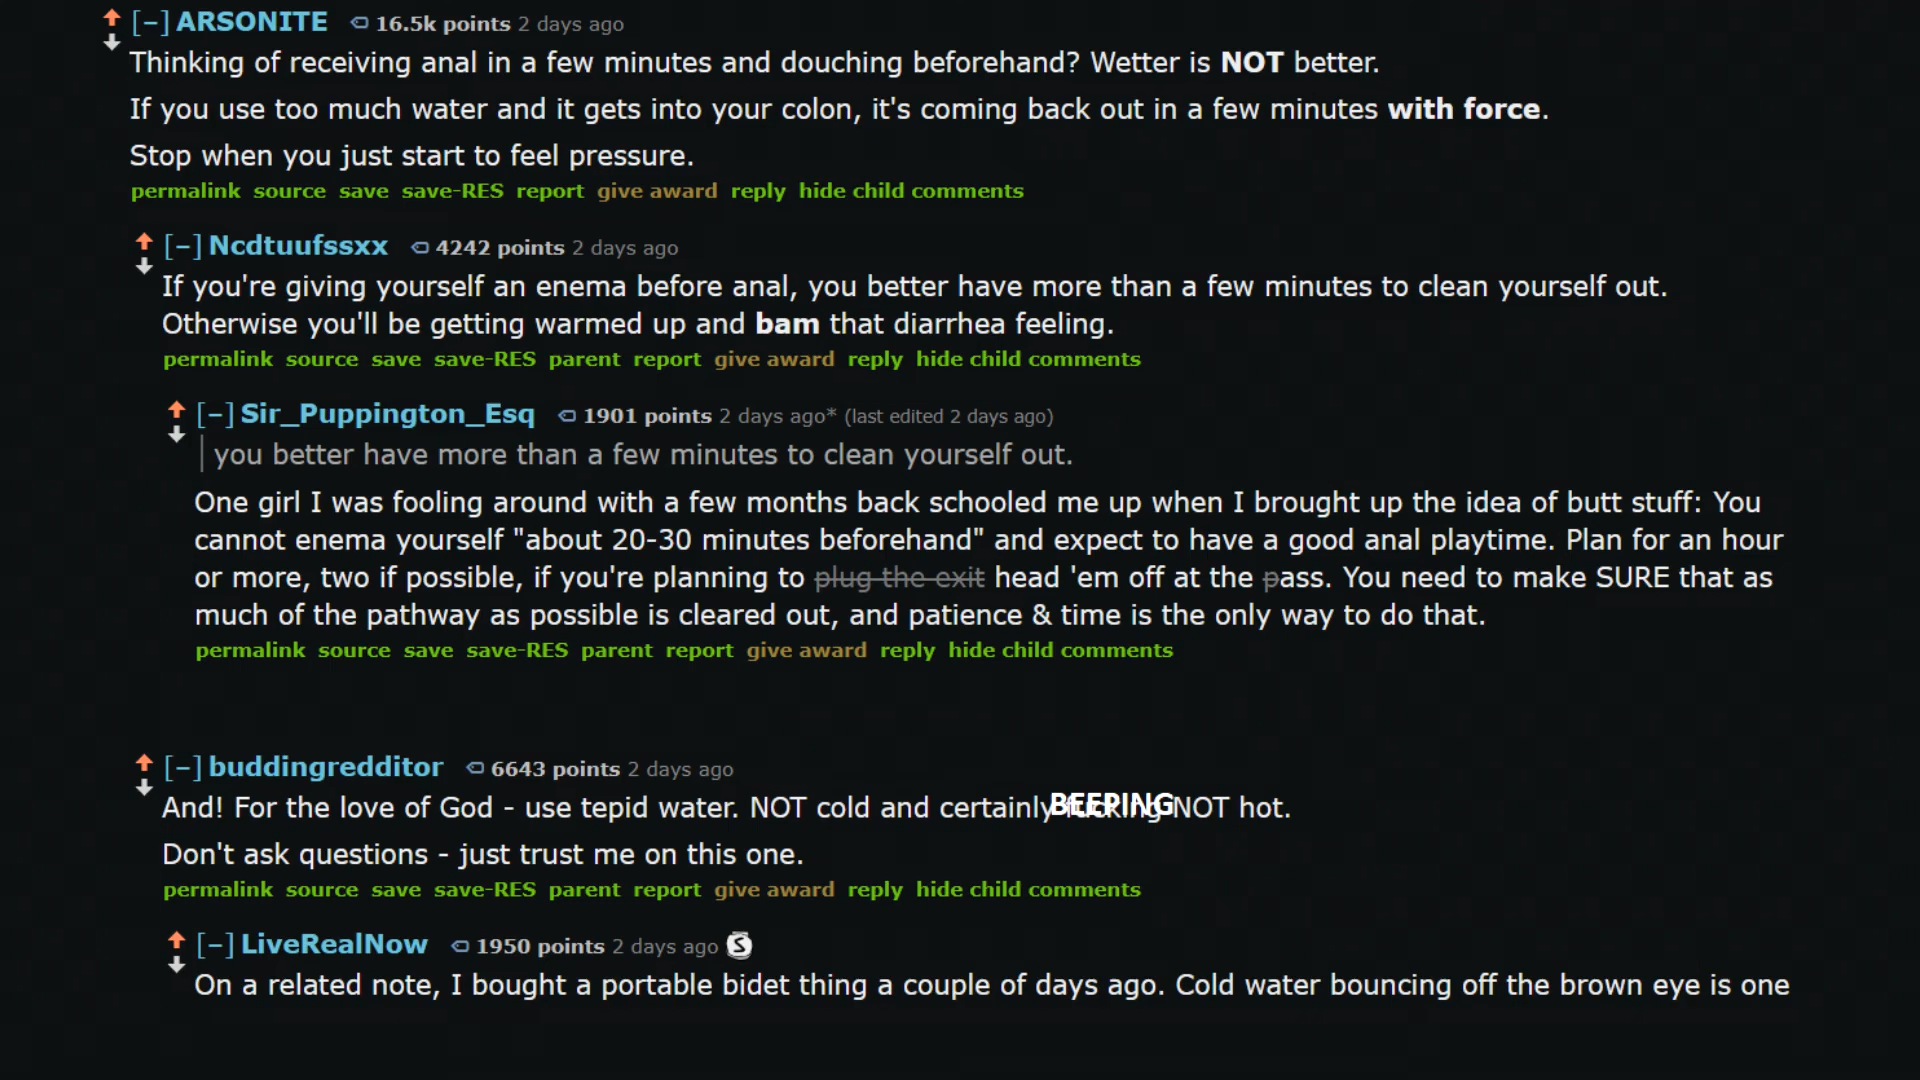 [–] ARSONITE 16.5k points 2 days ago
Thinking of receiving anal in a few minutes and douching beforehand? Wetter is NOT better.
If you use too much water and it gets into your colon, it's coming back out in a few minutes with force.
Stop when you just start to feel pressure.
permalink source save save-RES report give award reply hide child comments
[–] Ncdtuufssxx 4242 points 2 days ago
If you're giving yourself an enema before anal, you better have more than a few minutes to clean yourself out.
Otherwise you'll be getting warmed up and bam that diarrhea feeling.
permalink source save save-RES parent report give award reply hide child comments
[–] Sir_Puppington_Esq 1901 points 2 days ago* (last edited 2 days ago)
you better have more than a few minutes to clean yourself out.
One girl I was fooling around with a few months back schooled me up when I brought up the idea of butt stuff: You
cannot enema yourself "about 20-30 minutes beforehand" and expect to have a good anal playtime. Plan for an hour
or more, two if possible, if you're planning to plug the exit head 'em off at the pass. You need to make SURE that as
much of the pathway as possible is cleared out, and patience & time is the only way to do that.
permalink source save save-RES parent report give award reply hide child comments
[–] buddingredditor 6643 points 2 days ago
And! For the love of God - use tepid water. NOT cold and certainly BEEPING NOT hot.
Don't ask questions - just trust me on this one.
permalink source save save-RES parent report give award reply hide child comments
[–] LiveRealNow 1950 points 2 days ago S
On a related note, I bought a portable bidet thing a couple of days ago. Cold water bouncing off the brown eye is one